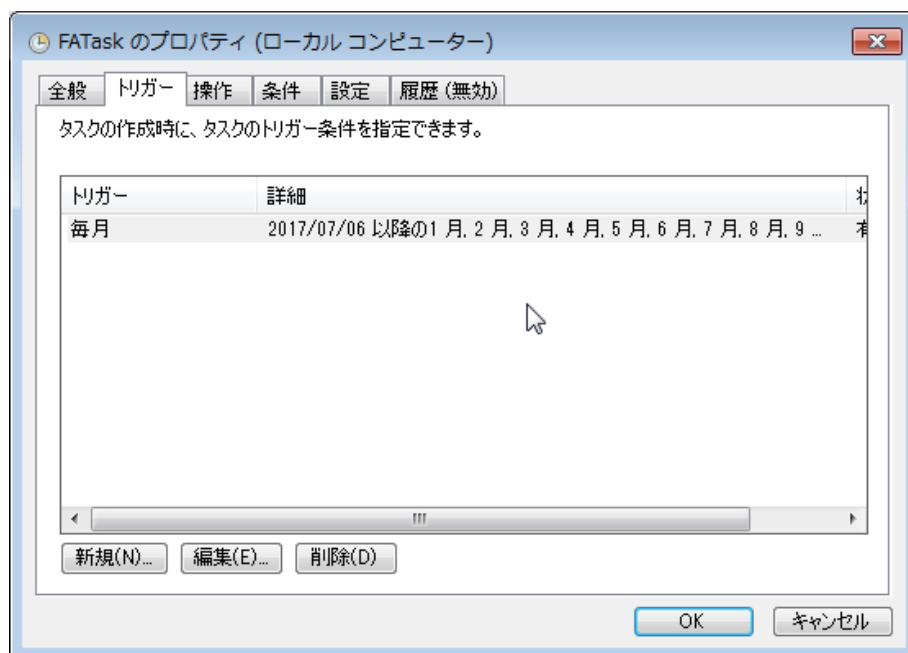 FATask のプロパティ (ローカル コンピューター)
全般 トリガー 操作 条件 設定 履歴 (無効)
タスクの作成時に、タスクのトリガー条件を指定できます。
トリガー 詳細
毎月 2017/07/06 以降の1 月, 2 月, 3 月, 4 月, 5 月, 6 月, 7 月, 8 月, 9 ...
新規(N)... 編集(E)... 削除(D)
OK キャンセル